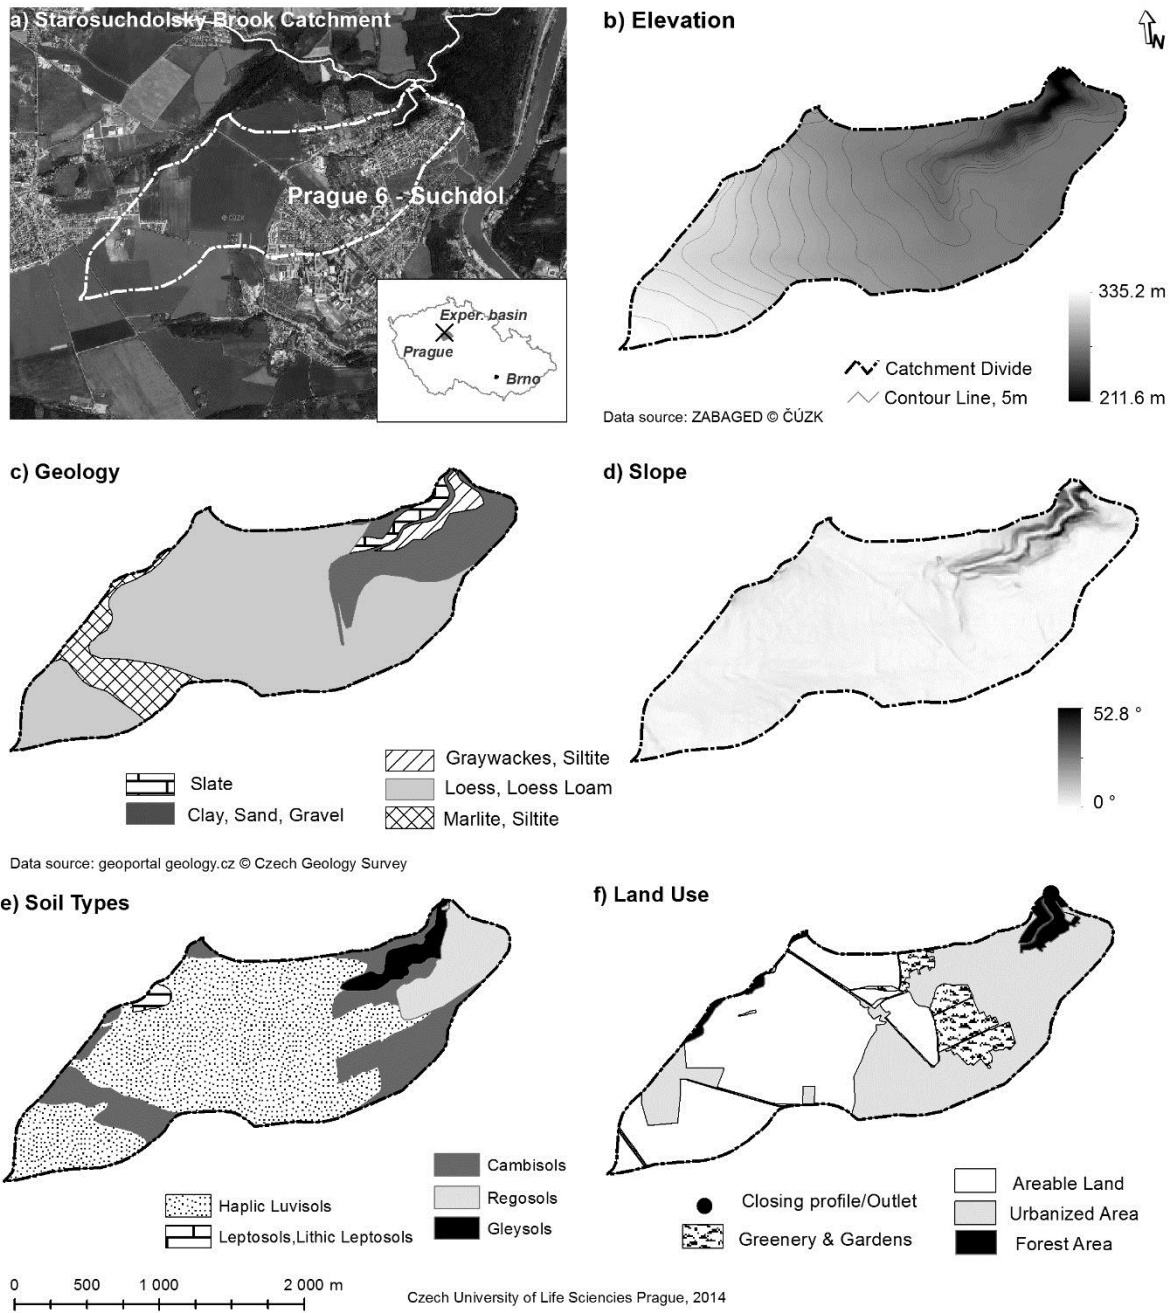 a) Starosuchdolsky Brook Catchment
Prague 6 - Suchdol
© ČÚZK
Exper. basin
Prague
Brno
b) Elevation
N
335.2 m
211.6 m
Catchment Divide
Contour Line, 5m
Data source: ZABAGED © ČÚZK
c) Geology
Slate
Clay, Sand, Gravel
Graywackes, Siltite
Loess, Loess Loam
Marlite, Siltite
Data source: geoportal geology.cz © Czech Geology Survey
d) Slope
52.8 °
0 °
e) Soil Types
Haplic Luvisols
Leptosols,Lithic Leptosols
Cambisols
Regosols
Gleysols
f) Land Use
Closing profile/Outlet
Greenery & Gardens
Areable Land
Urbanized Area
Forest Area
0 500 1 000 2 000 m
Czech University of Life Sciencies Prague, 2014